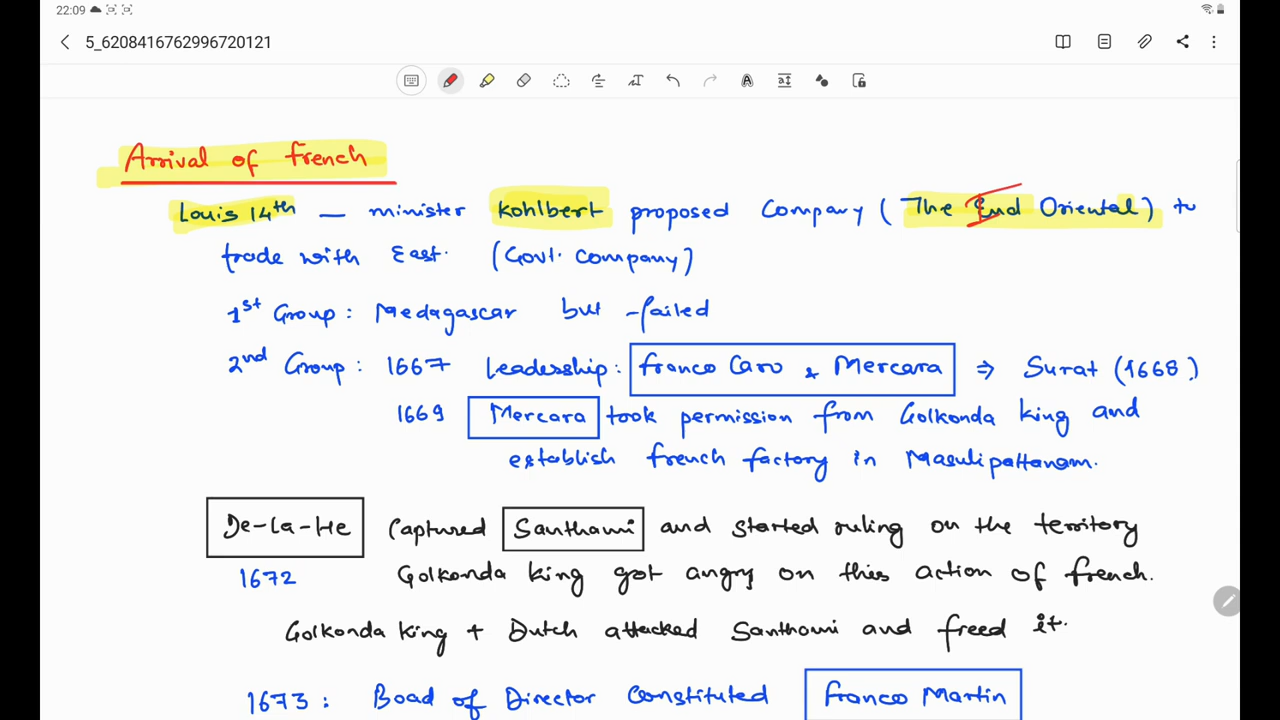 22:09
5_6208416762996720121
Arrival of french
Louis 14th — minister Kohlbert proposed Company (The Ind Oriental) to
trade with East. (Govt. Company)
1st Group: Medagascar but failed
2nd Group: 1667 Leadesship: Franco Caro & Mercara ⇒ Surat (1668)
1669 Mercara took permission from Golkonda King and
establish french factory in Masulipattanam.
De-La-He Captured Santhami and started ruling on the territory
1672 Golkonda king got angry on this action of french.
Golkonda King + Dutch attacked Santhomi and freed it.
1673: Boad of Director Constituted Franco Martin